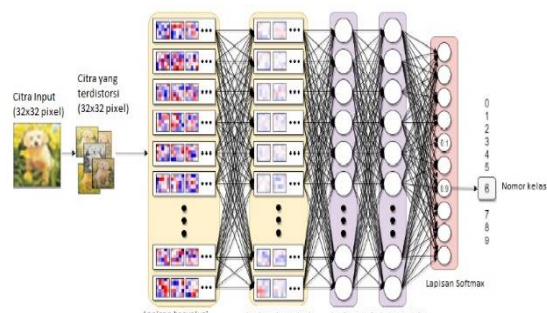 Citra Input
(32x32 pixel)
Citra yang
terdistorsi
(32x32 pixel)
0.1
0.9
0
1
2
3
4
5
6
7
8
9
Nomor kelas
Lapisan Softmax